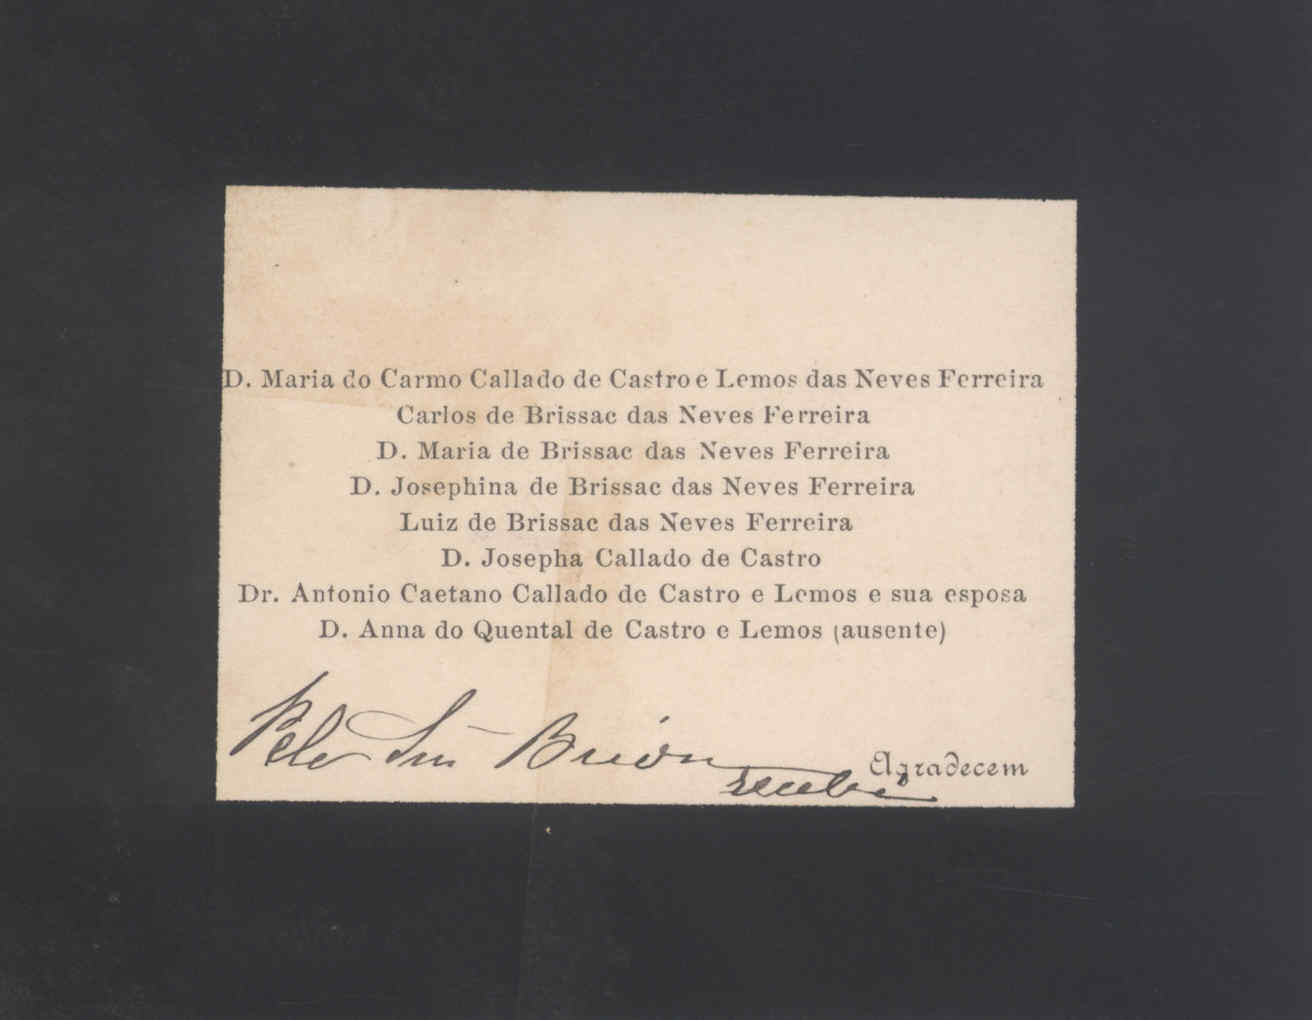 D. Maria do Carmo Callado de Castro e Lemos das Neves Ferreira
Carlos de Brissac das Neves Ferreira
D. Maria de Brissac das Neves Ferreira
D. Josephina de Brissac das Neves Ferreira
Luiz de Brissac das Neves Ferreira
D. Josepha Callado de Castro
Dr. Antonio Caetano Callado de Castro e Lemos e sua esposa
D. Anna do Quental de Castro e Lemos (ausente)
Agradecem